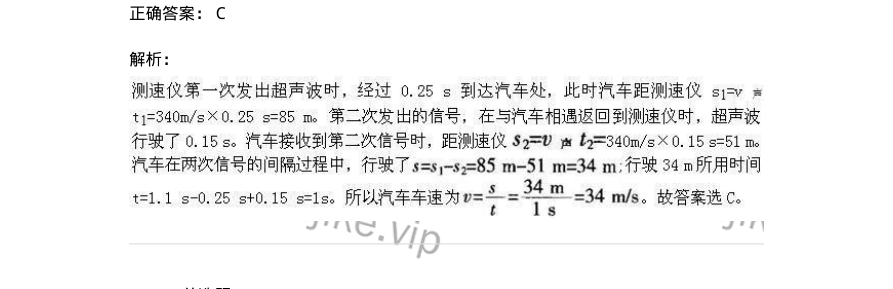 正确答案： C
解析：
测速仪第一次发出超声波时，经过 0.25 s 到达汽车处，此时汽车距测速仪 s1=v 声
t1=340m/s×0.25 s=85 m。第二次发出的信号，在与汽车相遇返回到测速仪时，超声波
行驶了 0.15 s。汽车接收到第二次信号时，距测速仪 s2=v 声 t2=340m/s×0.15 s=51 m。
汽车在两次信号的间隔过程中，行驶了s=s1-s2=85 m-51 m=34 m;行驶 34 m 所用时间
t=1.1 s-0.25 s+0.15 s=1s。所以汽车车速为v=s/t=34 m/1 s=34 m/s。故答案选 C。
.vip